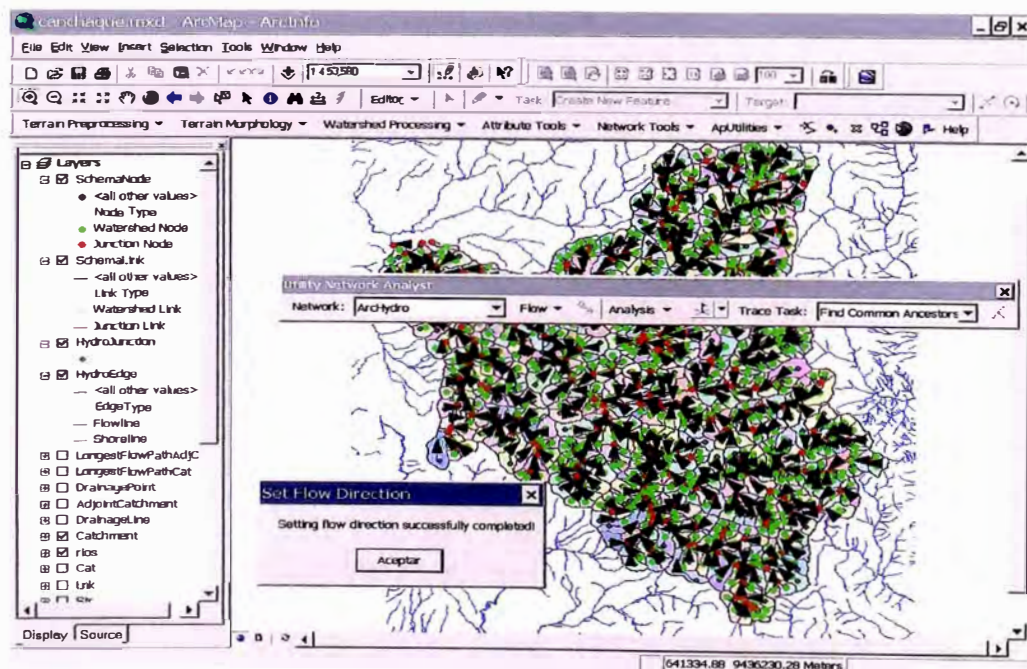 canchaque.mxd - ArcMap - ArcInfo
File Edit View Insert Selection Tools Window Help
1:453,580
100
Editor
Task: Create New Feature
Target:
Terrain Preprocessing Terrain Morphology Watershed Processing Attribute Tools Network Tools ApUtilities Help
Layers
SchemaNode
<all other values>
Node Type
Watershed Node
Junction Node
SchemaLink
<all other values>
Link Type
Watershed Link
Junction Link
HydroJunction
HydroEdge
<all other values>
EdgeType
Flowline
Shoreline
LongestFlowPathAdjC
LongestFlowPathCat
DrainagePoint
AdjointCatchment
DrainageLine
Catchment
rios
Cat
Lnk
Str
Display Source
Utility Network Analyst
Network: ArcHydro Flow Analysis Trace Task: Find Common Ancestors
Set Flow Direction
Setting flow direction successfully completed!
Aceptar
641334.88 9436230.28 Meters